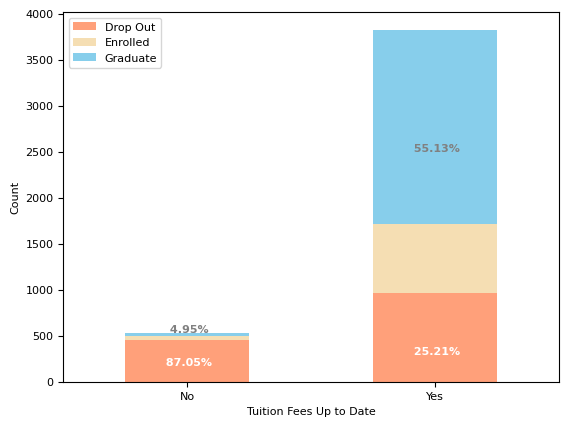 4000
3500
3000
2500
2000
1500
1000
500
0
Count
Drop Out
Enrolled
Graduate
55.13%
4.95%
25.21%
87.05%
No
Yes
Tuition Fees Up to Date